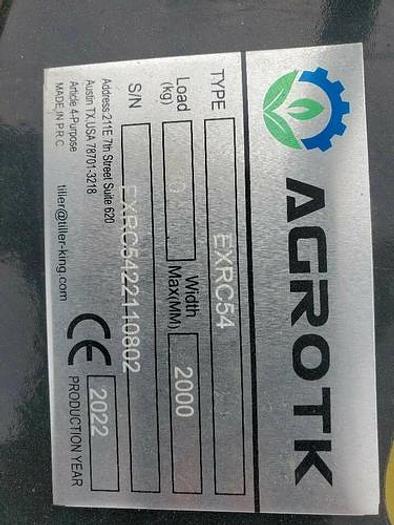 AGROTK
TYPE EXRC54
Load (kg) Width Max(MM) 2000
S/N EXRC5422110802
Address:211E 7th Street Suite 620
Austin TX,USA 78701-3218
Article 4-Purpose
MADE IN P.R.C
tiller@tiller-king.com
CE
2022
PRODUCTION YEAR